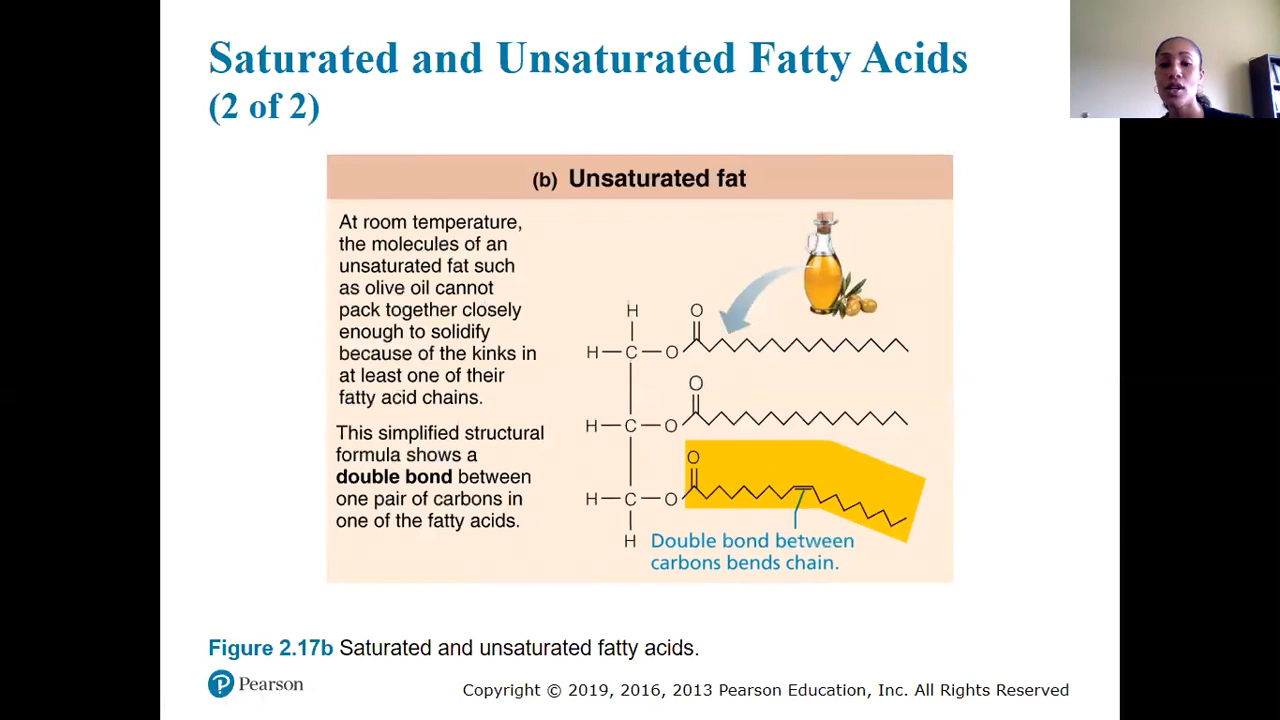 Saturated and Unsaturated Fatty Acids
(2 of 2)
(b) Unsaturated fat
At room temperature,
the molecules of an
unsaturated fat such
as olive oil cannot
pack together closely
enough to solidify
because of the kinks in
at least one of their
fatty acid chains.
This simplified structural
formula shows a
double bond between
one pair of carbons in
one of the fatty acids.
H O
H C O
O
H C O
O
H C O
H
Double bond between
carbons bends chain.
Figure 2.17b Saturated and unsaturated fatty acids.
P Pearson
Copyright © 2019, 2016, 2013 Pearson Education, Inc. All Rights Reserved